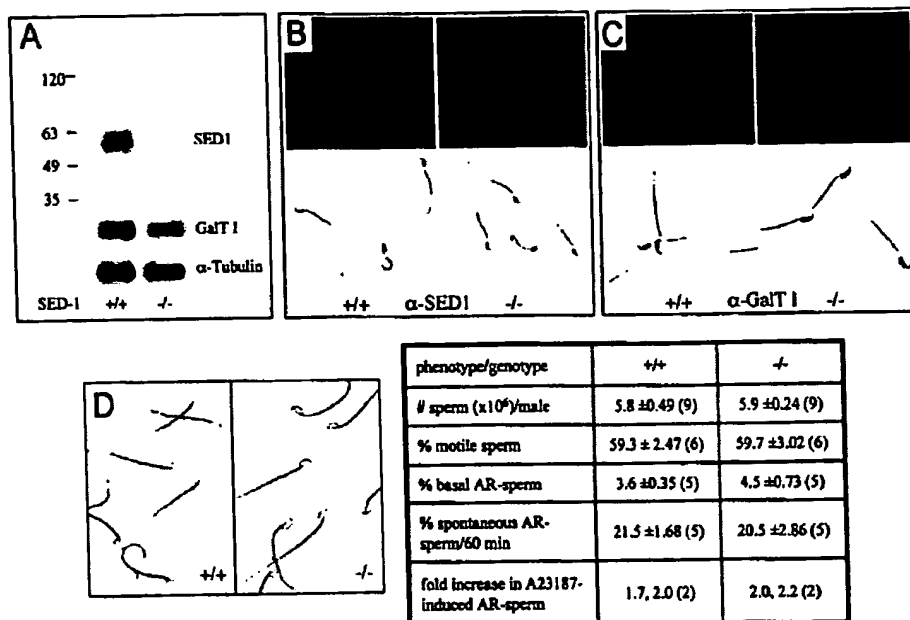 A
120
63
SED1
49
35
GalT I
α-Tubulin
SED-1 +/+ -/-
B
+/+ α-SED1 -/-
C
+/+ α-GalT I -/-
D
+/+ -/-
phenotype/genotype +/+ -/-
# sperm (x10⁶)/male 5.8 ±0.49 (9) 5.9 ±0.24 (9)
% motile sperm 59.3 ± 2.47 (6) 59.7 ±3.02 (6)
% basal AR-sperm 3.6 ±0.35 (5) 4.5 ±0.73 (5)
% spontaneous AR-
sperm/60 min 21.5 ±1.68 (5) 20.5 ±2.86 (5)
fold increase in A23187-
induced AR-sperm 1.7, 2.0 (2) 2.0, 2.2 (2)